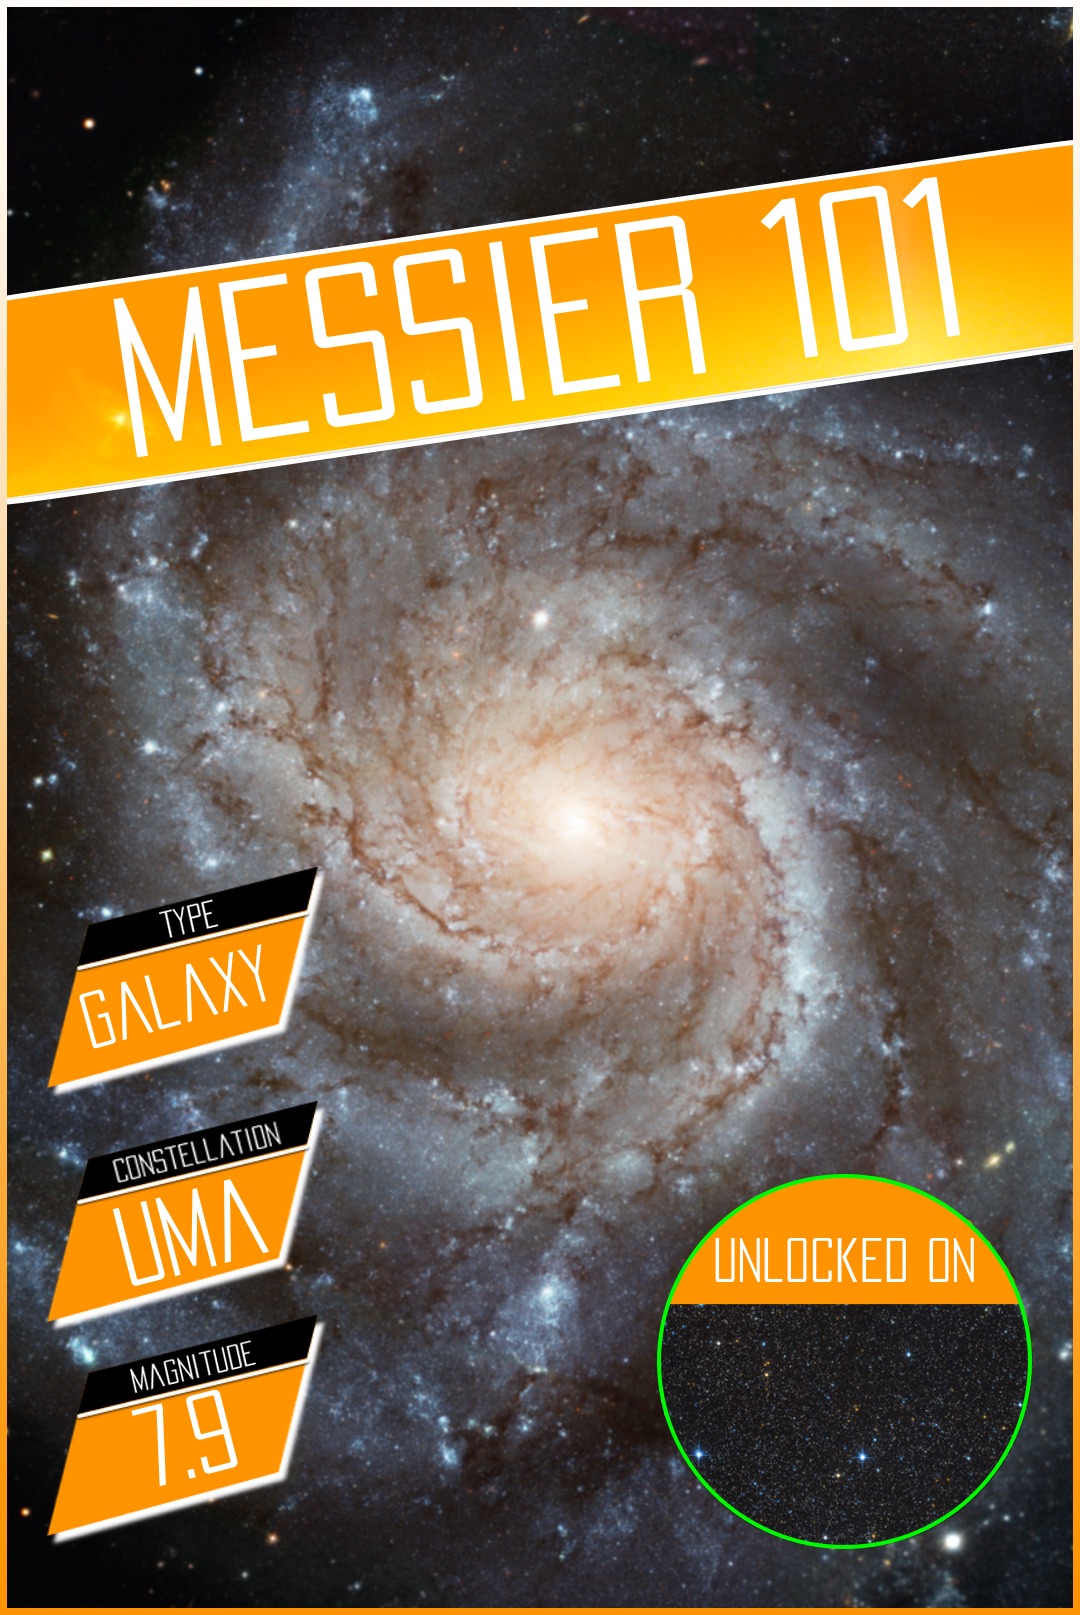 MESSIER 101
TYPE
GALAXY
CONSTELLATION
UMA
MAGNITUDE
7.9
UNLOCKED ON